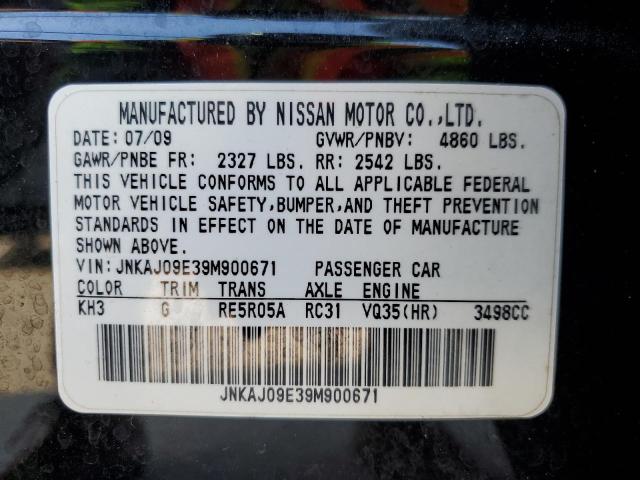 MANUFACTURED BY NISSAN MOTOR CO.,LTD.
DATE: 07/09 GVWR/PNBV: 4860 LBS.
GAWR/PNBE FR: 2327 LBS. RR: 2542 LBS.
THIS VEHICLE CONFORMS TO ALL APPLICABLE FEDERAL
MOTOR VEHICLE SAFETY,BUMPER,AND THEFT PREVENTION
STANDARDS IN EFFECT ON THE DATE OF MANUFACTURE
SHOWN ABOVE.
VIN:JNKAJ09E39M900671 PASSENGER CAR
COLOR TRIM TRANS AXLE ENGINE
KH3 G RE5R05A RC31 VQ35(HR) 3498CC
JNKAJ09E39M900671